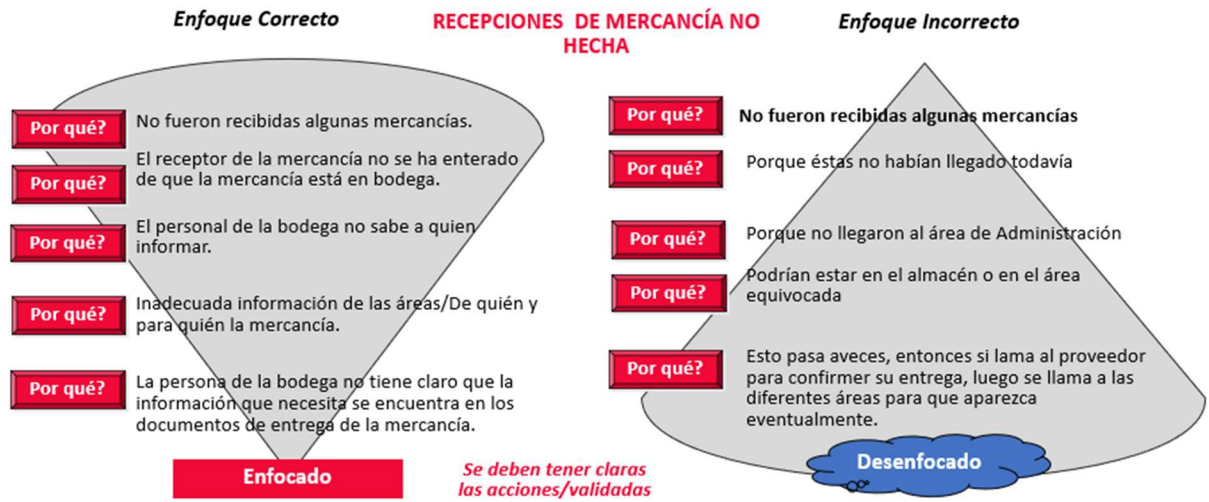 Enfoque Correcto
RECEPCIONES DE MERCANCÍA NO
HECHA
Enfoque Incorrecto
Por qué?
No fueron recibidas algunas mercancías.
Por qué?
El receptor de la mercancía no se ha enterado
de que la mercancía está en bodega.
Por qué?
El personal de la bodega no sabe a quien
informar.
Por qué?
Inadecuada información de las áreas/De quién y
para quién la mercancía.
Por qué?
La persona de la bodega no tiene claro que la
información que necesita se encuentra en los
documentos de entrega de la mercancía.
Enfocado
Se deben tener claras
las acciones/validadas
Por qué?
No fueron recibidas algunas mercancías
Por qué?
Porque éstas no habían llegado todavía
Por qué?
Porque no llegaron al área de Administración
Por qué?
Podrían estar en el almacén o en el área
equivocada
Por qué?
Esto pasa aveces, entonces si lama al proveedor
para confirmer su entrega, luego se llama a las
diferentes áreas para que aparezca
eventualmente.
Desenfocado